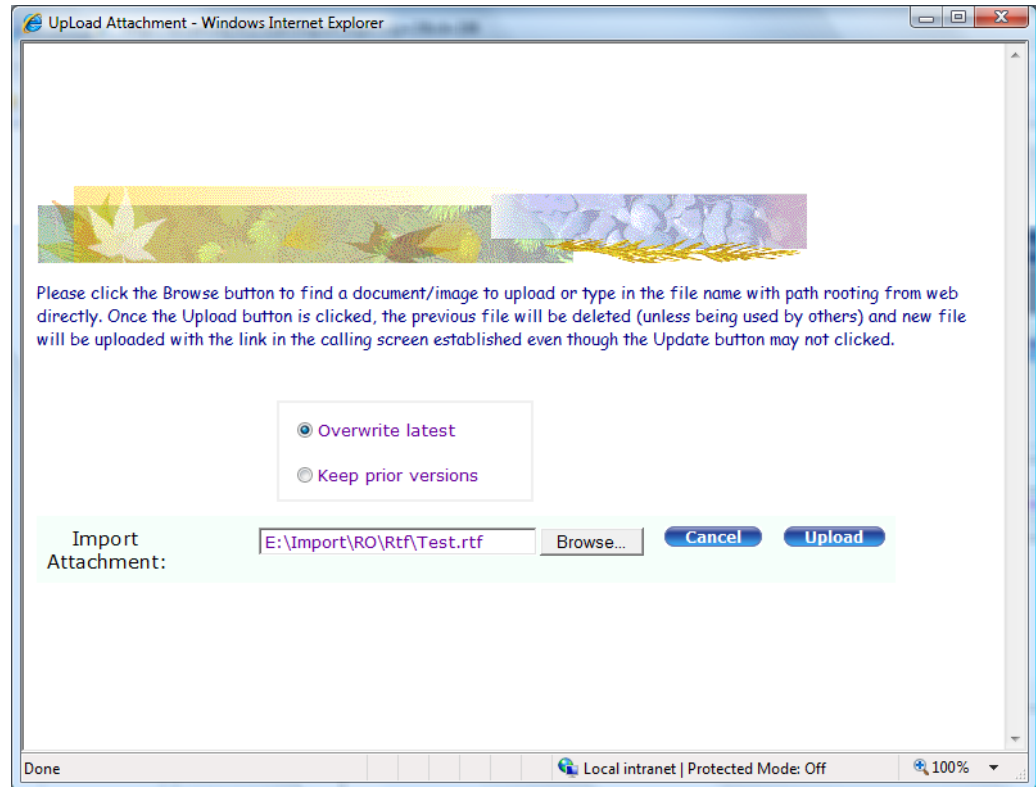 UpLoad Attachment - Windows Internet Explorer
Please click the Browse button to find a document/image to upload or type in the file name with path rooting from web
directly. Once the Upload button is clicked, the previous file will be deleted (unless being used by others) and new file
will be uploaded with the link in the calling screen established even though the Update button may not clicked.
Overwrite latest
Keep prior versions
Import
Attachment:
E:\Import\RO\Rtf\Test.rtf
Browse...
Cancel
Upload
Done
Local intranet | Protected Mode: Off
100%